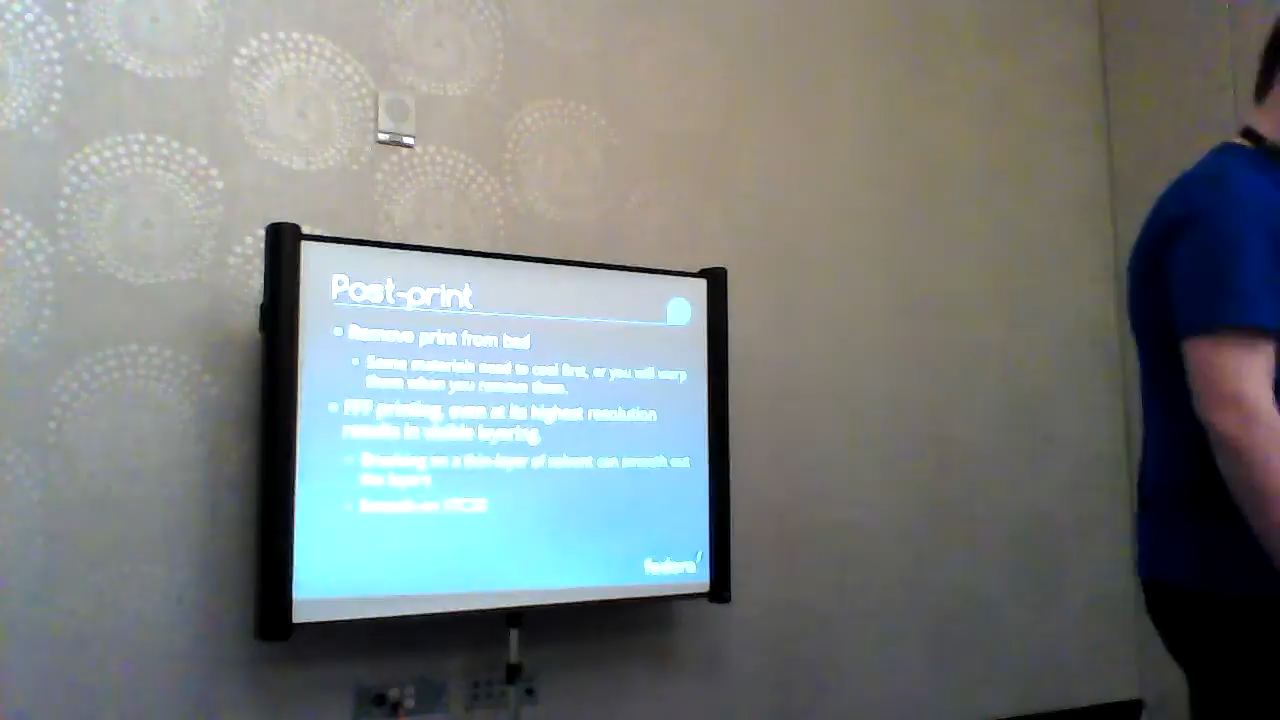 Post-print
Remove print from bed
Some materials need to cool first, or you will warp
them when you remove them.
FFF printing, even at its highest resolution
results in visible layering.
Brushing on a thin layer of solvent can smooth out
the layers
fedora